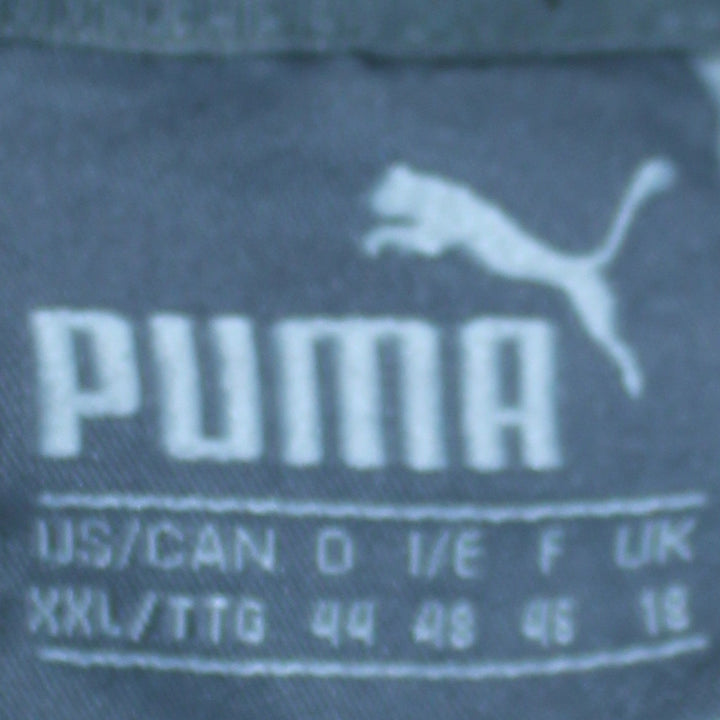 PUMA
US/CAN D I/E F UK
XXL/TTG 44 48 46 18